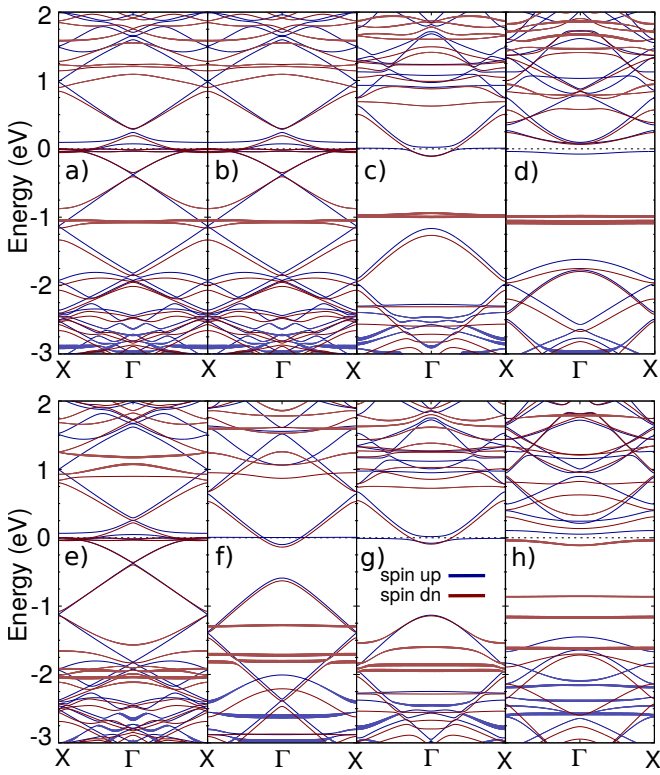 2
1
0
-1
-2
-3
Energy (eV)
a)
b)
c)
d)
X
Γ
X
Γ
X
Γ
X
Γ
X
2
1
0
-1
-2
-3
Energy (eV)
e)
f)
g)
h)
spin up
spin dn
X
Γ
X
Γ
X
Γ
X
Γ
X